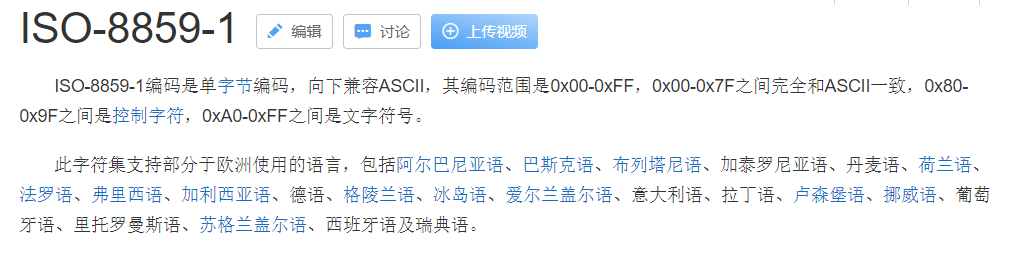 ISO-8859-1 编辑 讨论 上传视频
ISO-8859-1编码是单字节编码，向下兼容ASCII，其编码范围是0x00-0xFF，0x00-0x7F之间完全和ASCII一致，0x80-
0x9F之间是控制字符，0xA0-0xFF之间是文字符号。
此字符集支持部分于欧洲使用的语言，包括阿尔巴尼亚语、巴斯克语、布列塔尼语、加泰罗尼亚语、丹麦语、荷兰语、
法罗语、弗里西语、加利西亚语、德语、格陵兰语、冰岛语、爱尔兰盖尔语、意大利语、拉丁语、卢森堡语、挪威语、葡萄
牙语、里托罗曼斯语、苏格兰盖尔语、西班牙语及瑞典语。